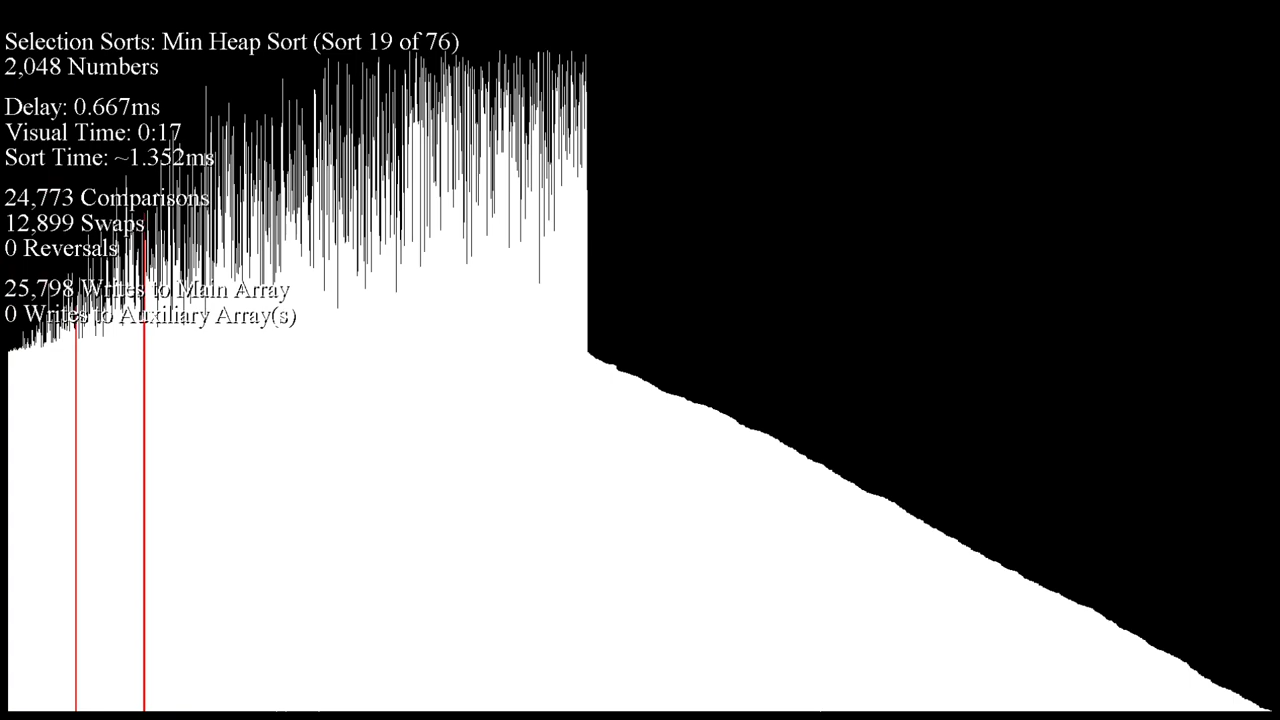 Selection Sorts: Min Heap Sort (Sort 19 of 76)
2,048 Numbers
Delay: 0.667ms
Visual Time: 0:17
Sort Time: ~1.352ms
24,773 Comparisons
12,899 Swaps
0 Reversals
25,798 Writes to Main Array
0 Writes to Auxiliary Array(s)